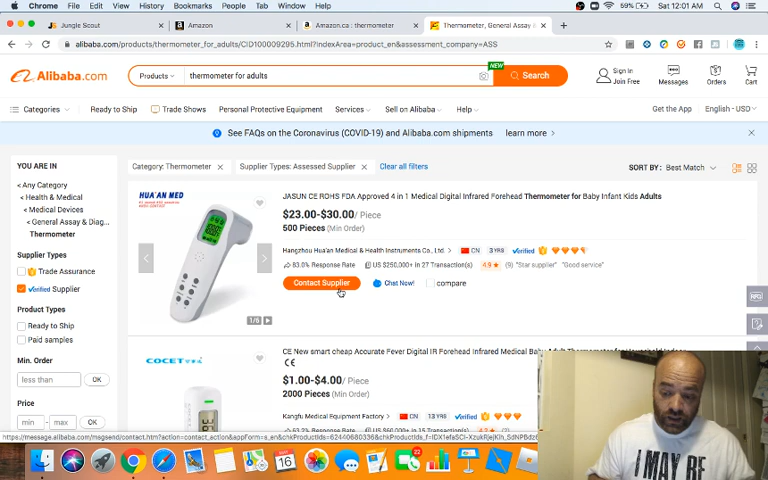 Chrome File Edit View History Bookmarks People Tab Window Help 59% Sat 12:01 AM
Jungle Scout Amazon Amazon.ca : thermometer Thermometer, General Assay &
alibaba.com/products/thermometer_for_adults/CID100009295.html?IndexArea=product_en&assessment_company=ASS
Alibaba.com Products thermometer for adults NEW Search Sign In Join Free Messages Orders Cart
Categories Ready to Ship Trade Shows Personal Protective Equipment Services Sell on Alibaba Help Get the App English - USD
See FAQs on the Coronavirus (COVID-19) and Alibaba.com shipments learn more
YOU ARE IN
< Any Category
< Health & Medical
< Medical Devices
< General Assay & Diag...
Thermometer
Supplier Types
Trade Assurance
Verified Supplier
Product Types
Ready to Ship
Paid samples
Min. Order
less than OK
Price
min - max OK
Category: Thermometer Supplier Types: Assessed Supplier Clear all filters SORT BY : Best Match
HUA'AN MED
1/6
JASUN CE ROHS FDA Approved 4 in 1 Medical Digital Infrared Forehead Thermometer for Baby Infant Kids Adults
$23.00-$30.00/ Piece
500 Pieces (Min Order)
Hangzhou Hua'an Medical & Health Instruments Co., Ltd. CN 3 YRS Verified
83.0% Response Rate US $250,000+ in 27 Transaction(s) 4.9 (9) "Star supplier" "Good service"
Contact Supplier Chat Now! compare
RFQ
COCET
CE New smart cheap Accurate Fever Digital IR Forehead Infrared Medical
CE
$1.00-$4.00/ Piece
2000 Pieces (Min Order)
Kangfu Medical Equipment Factory CN 13 YRS Verified
16
22
I MAY BE